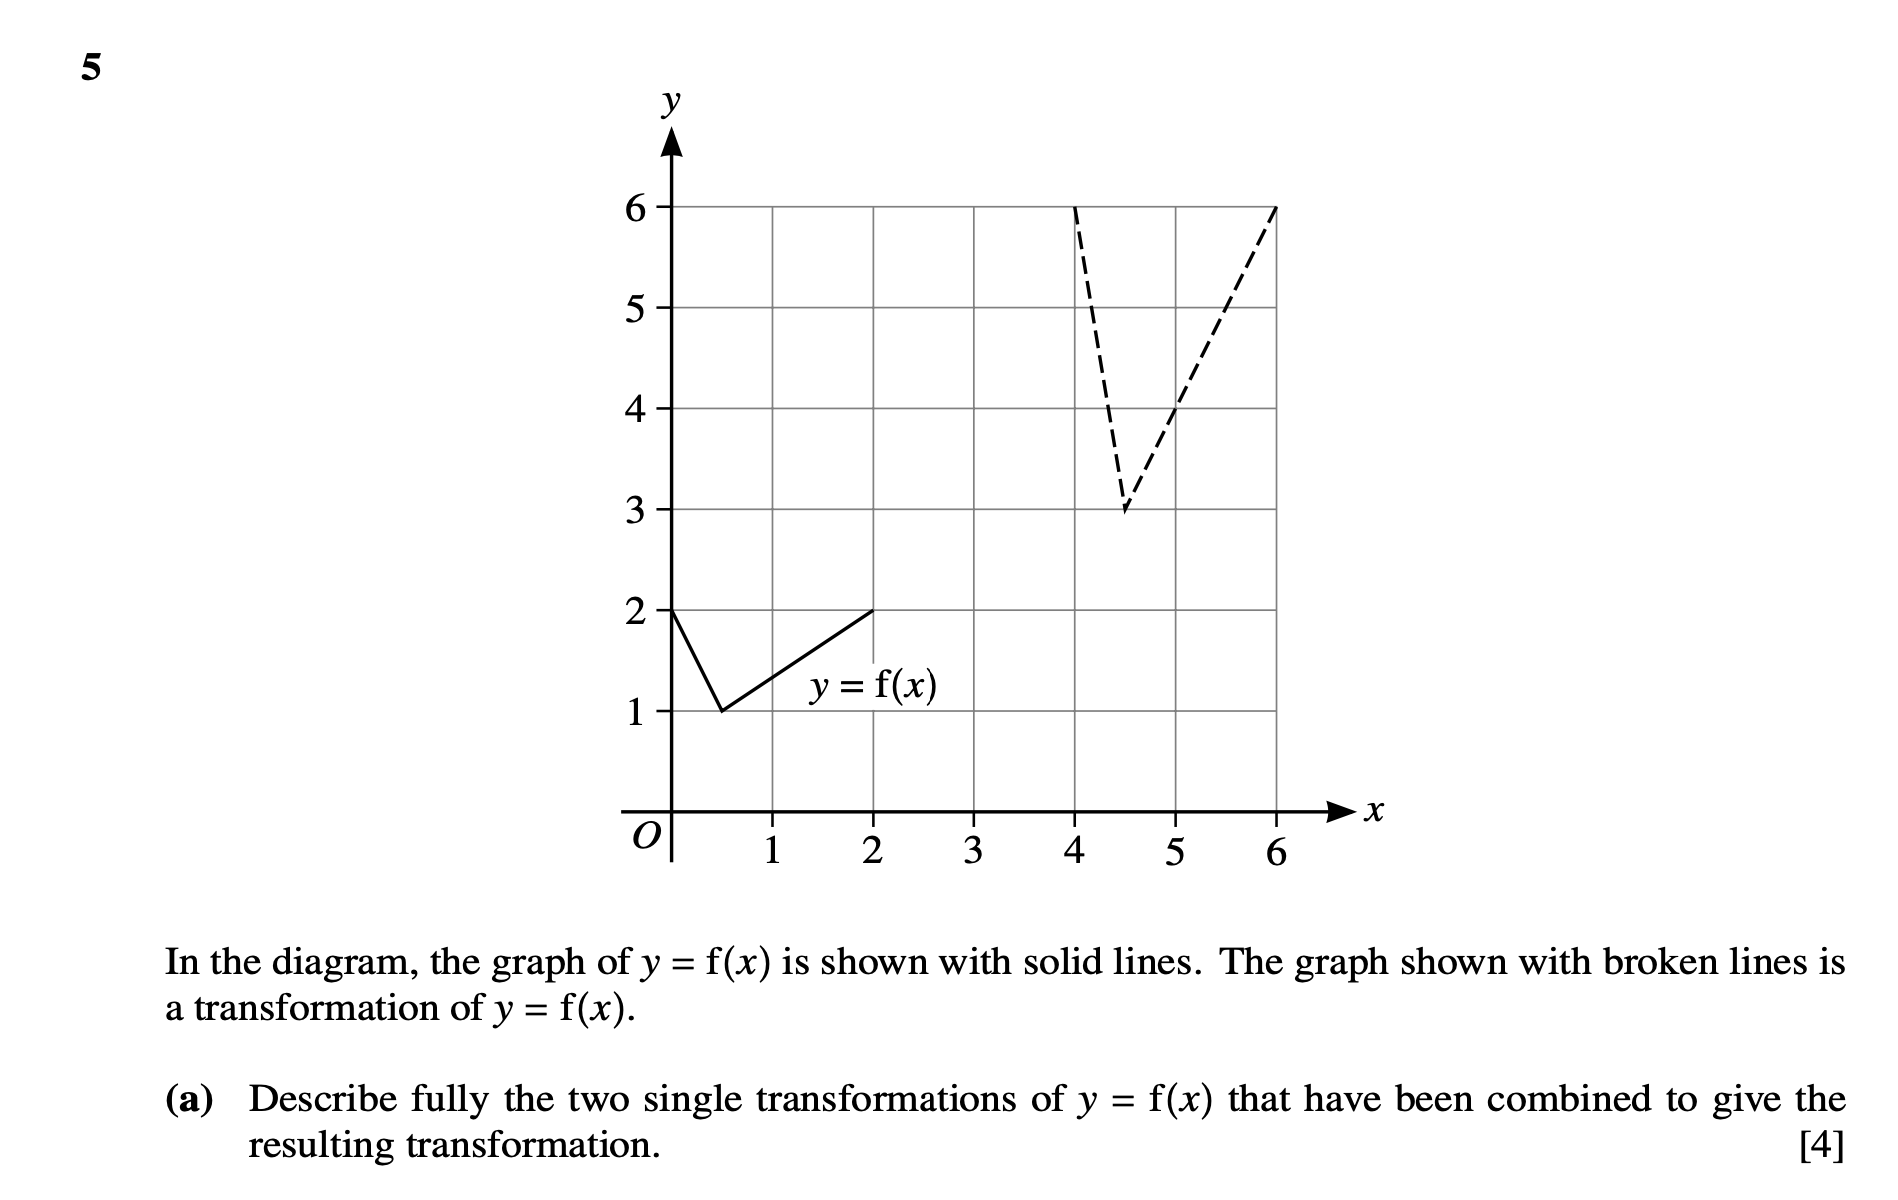 5
y
6
5
4
3
2
y = f(x)
1
x
O 1 2 3 4 5 6
In the diagram, the graph of y = f(x) is shown with solid lines. The graph shown with broken lines is
a transformation of y = f(x).
(a) Describe fully the two single transformations of y = f(x) that have been combined to give the
resulting transformation. [4]